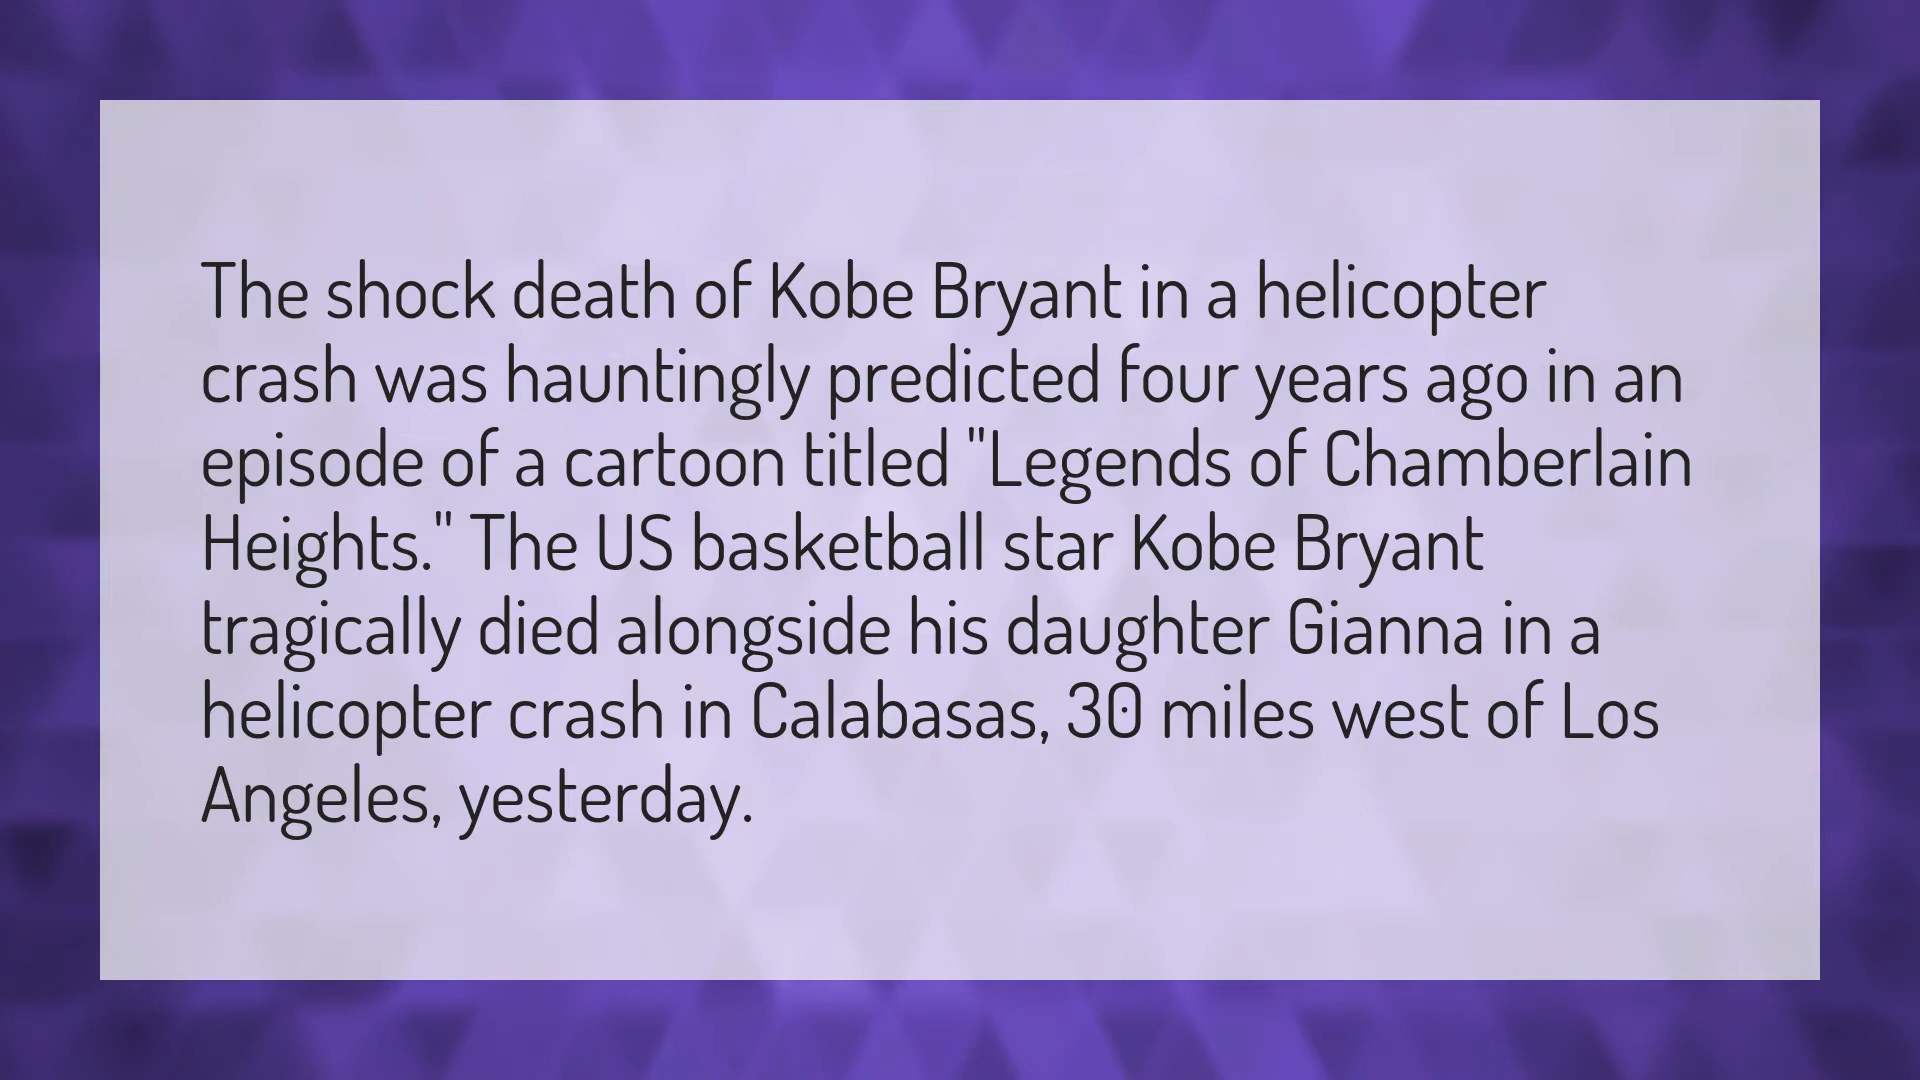 The shock death of Kobe Bryant in a helicopter
crash was hauntingly predicted four years ago in an
episode of a cartoon titled "Legends of Chamberlain
Heights." The US basketball star Kobe Bryant
tragically died alongside his daughter Gianna in a
helicopter crash in Calabasas, 30 miles west of Los
Angeles, yesterday.